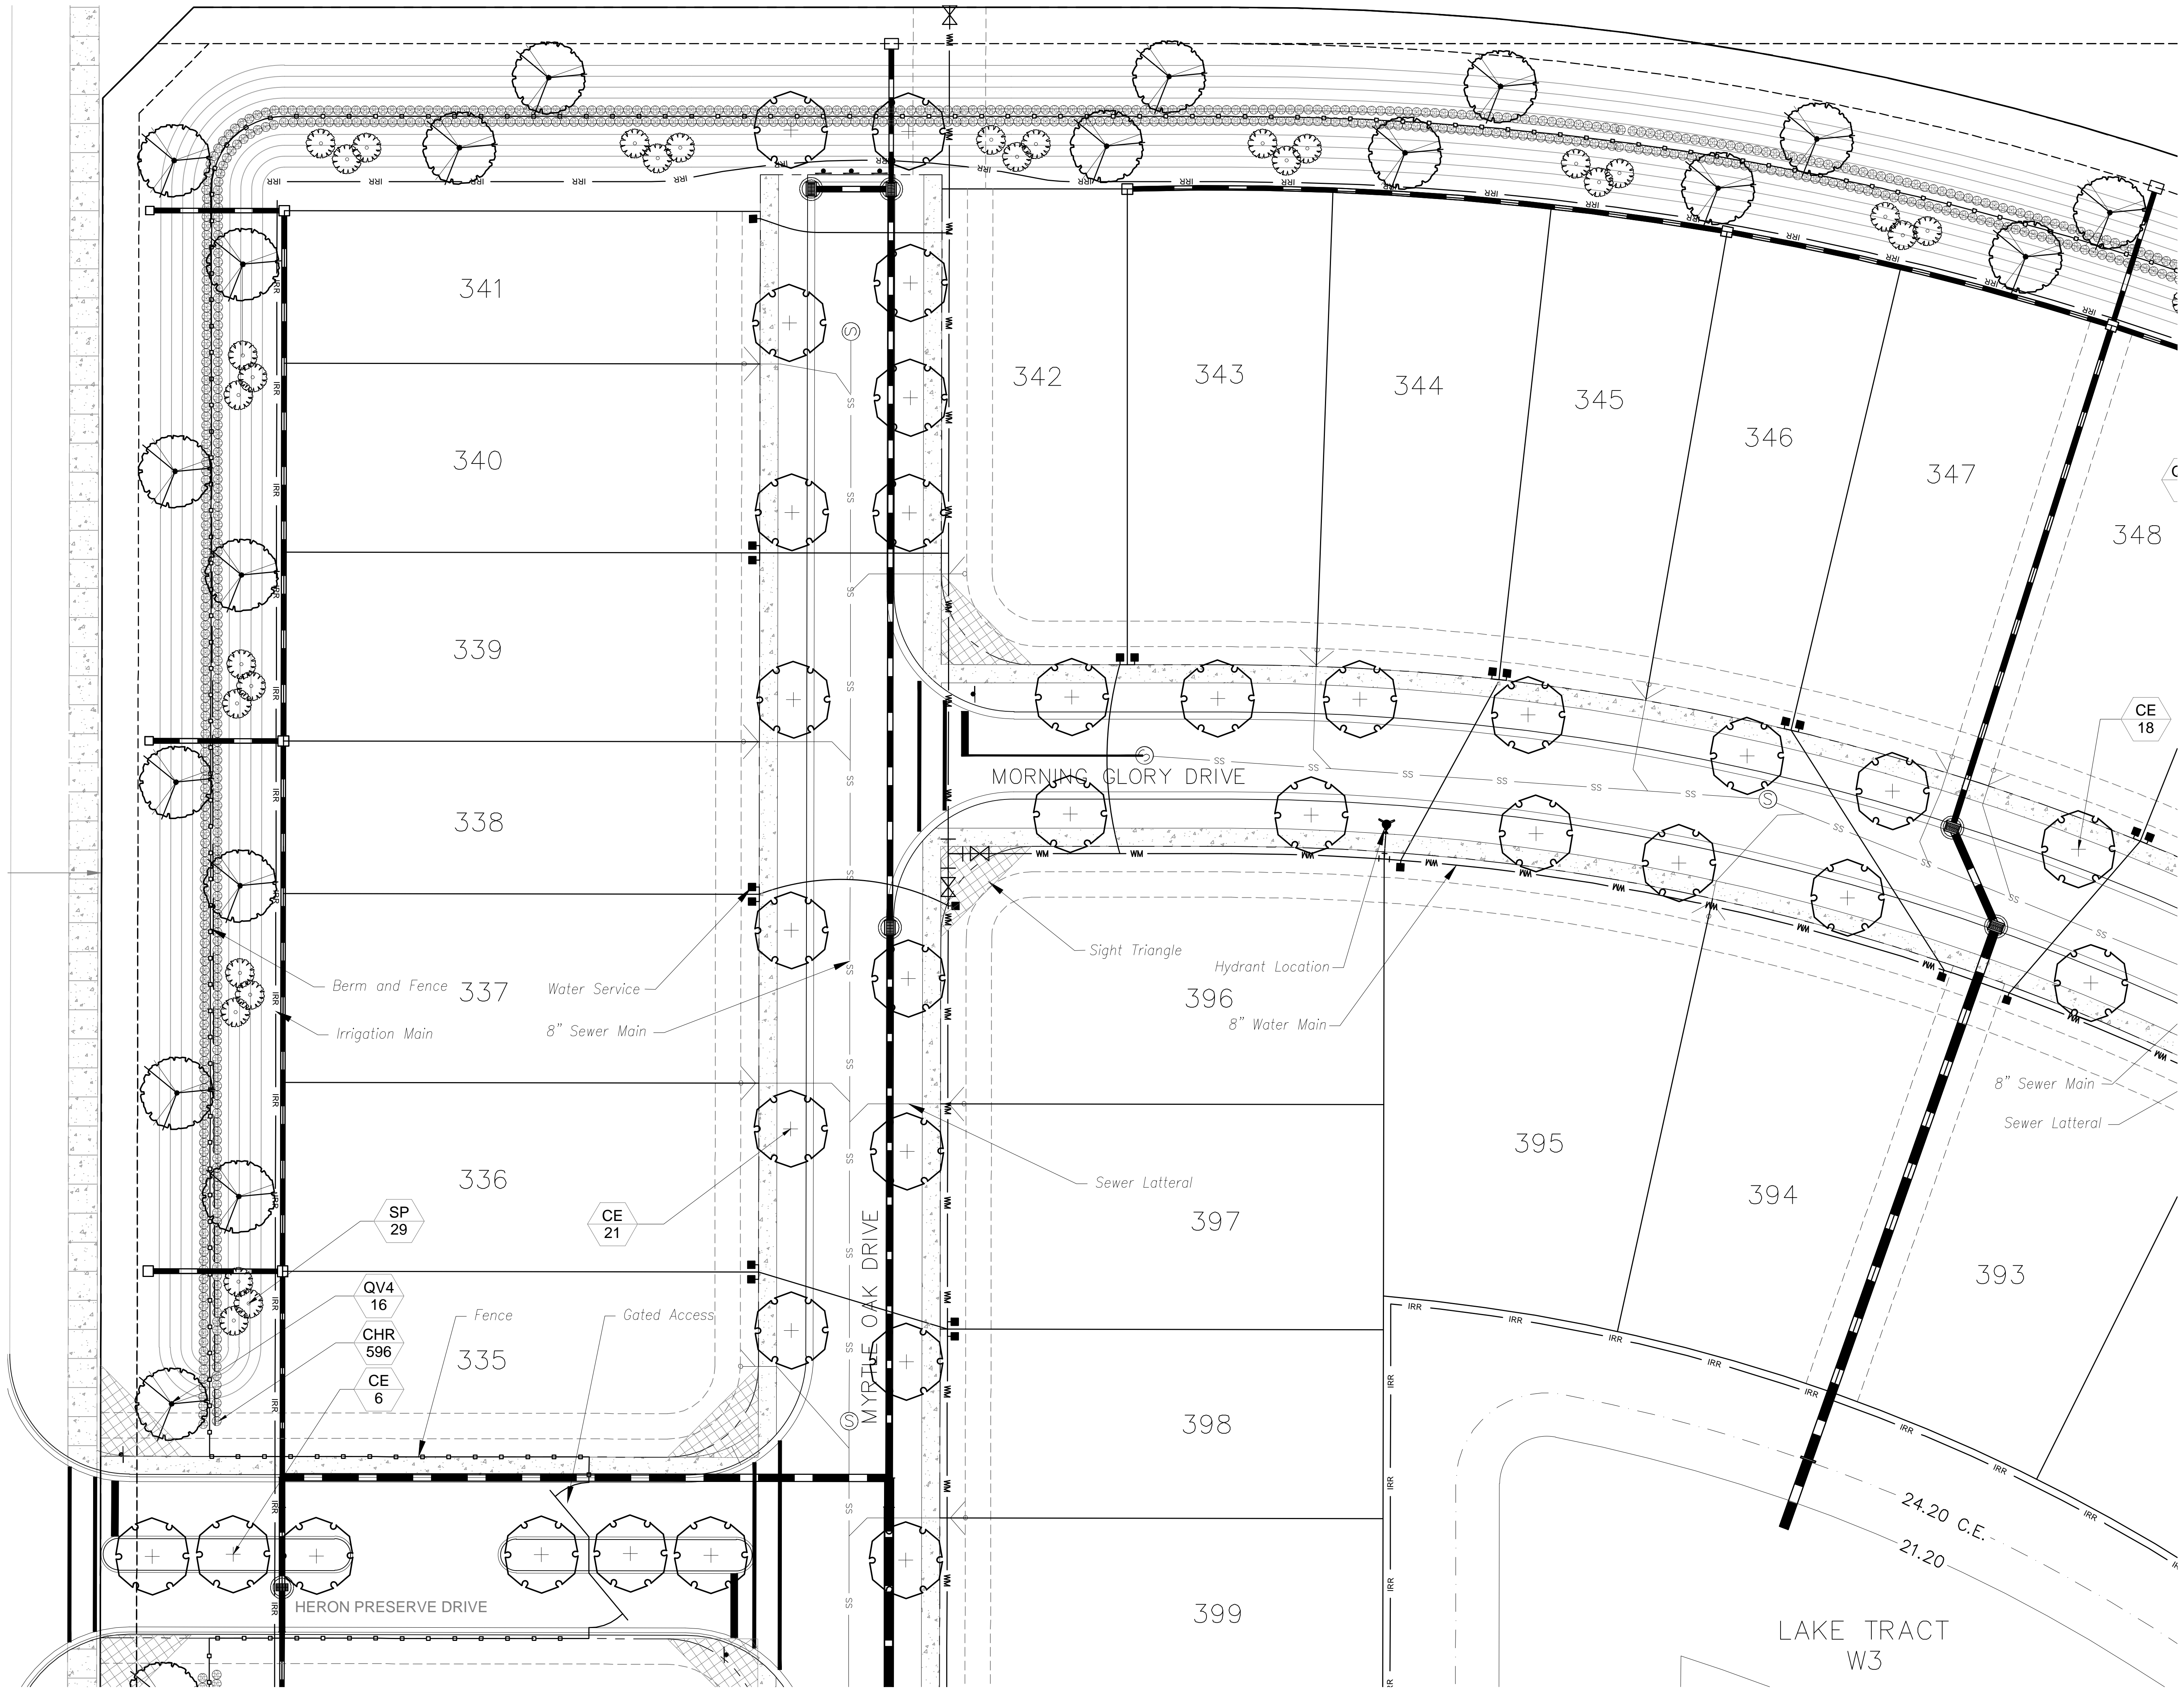 341
340
339
338
337
336
335
342
343
344
345
346
347
348
396
395
394
393
397
398
399
MORNING GLORY DRIVE
MYRTLE OAK DRIVE
HERON PRESERVE DRIVE
Berm and Fence
Irrigation Main
Water Service
8" Sewer Main
Sight Triangle
Hydrant Location
8" Water Main
Sewer Latteral
8" Sewer Main
Sewer Latteral
Fence
Gated Access
SP
29
CE
21
QV4
16
CHR
596
CE
6
CE
18
24.20 C.E.
21.20
LAKE TRACT
W3
IRR
WM
SS
S